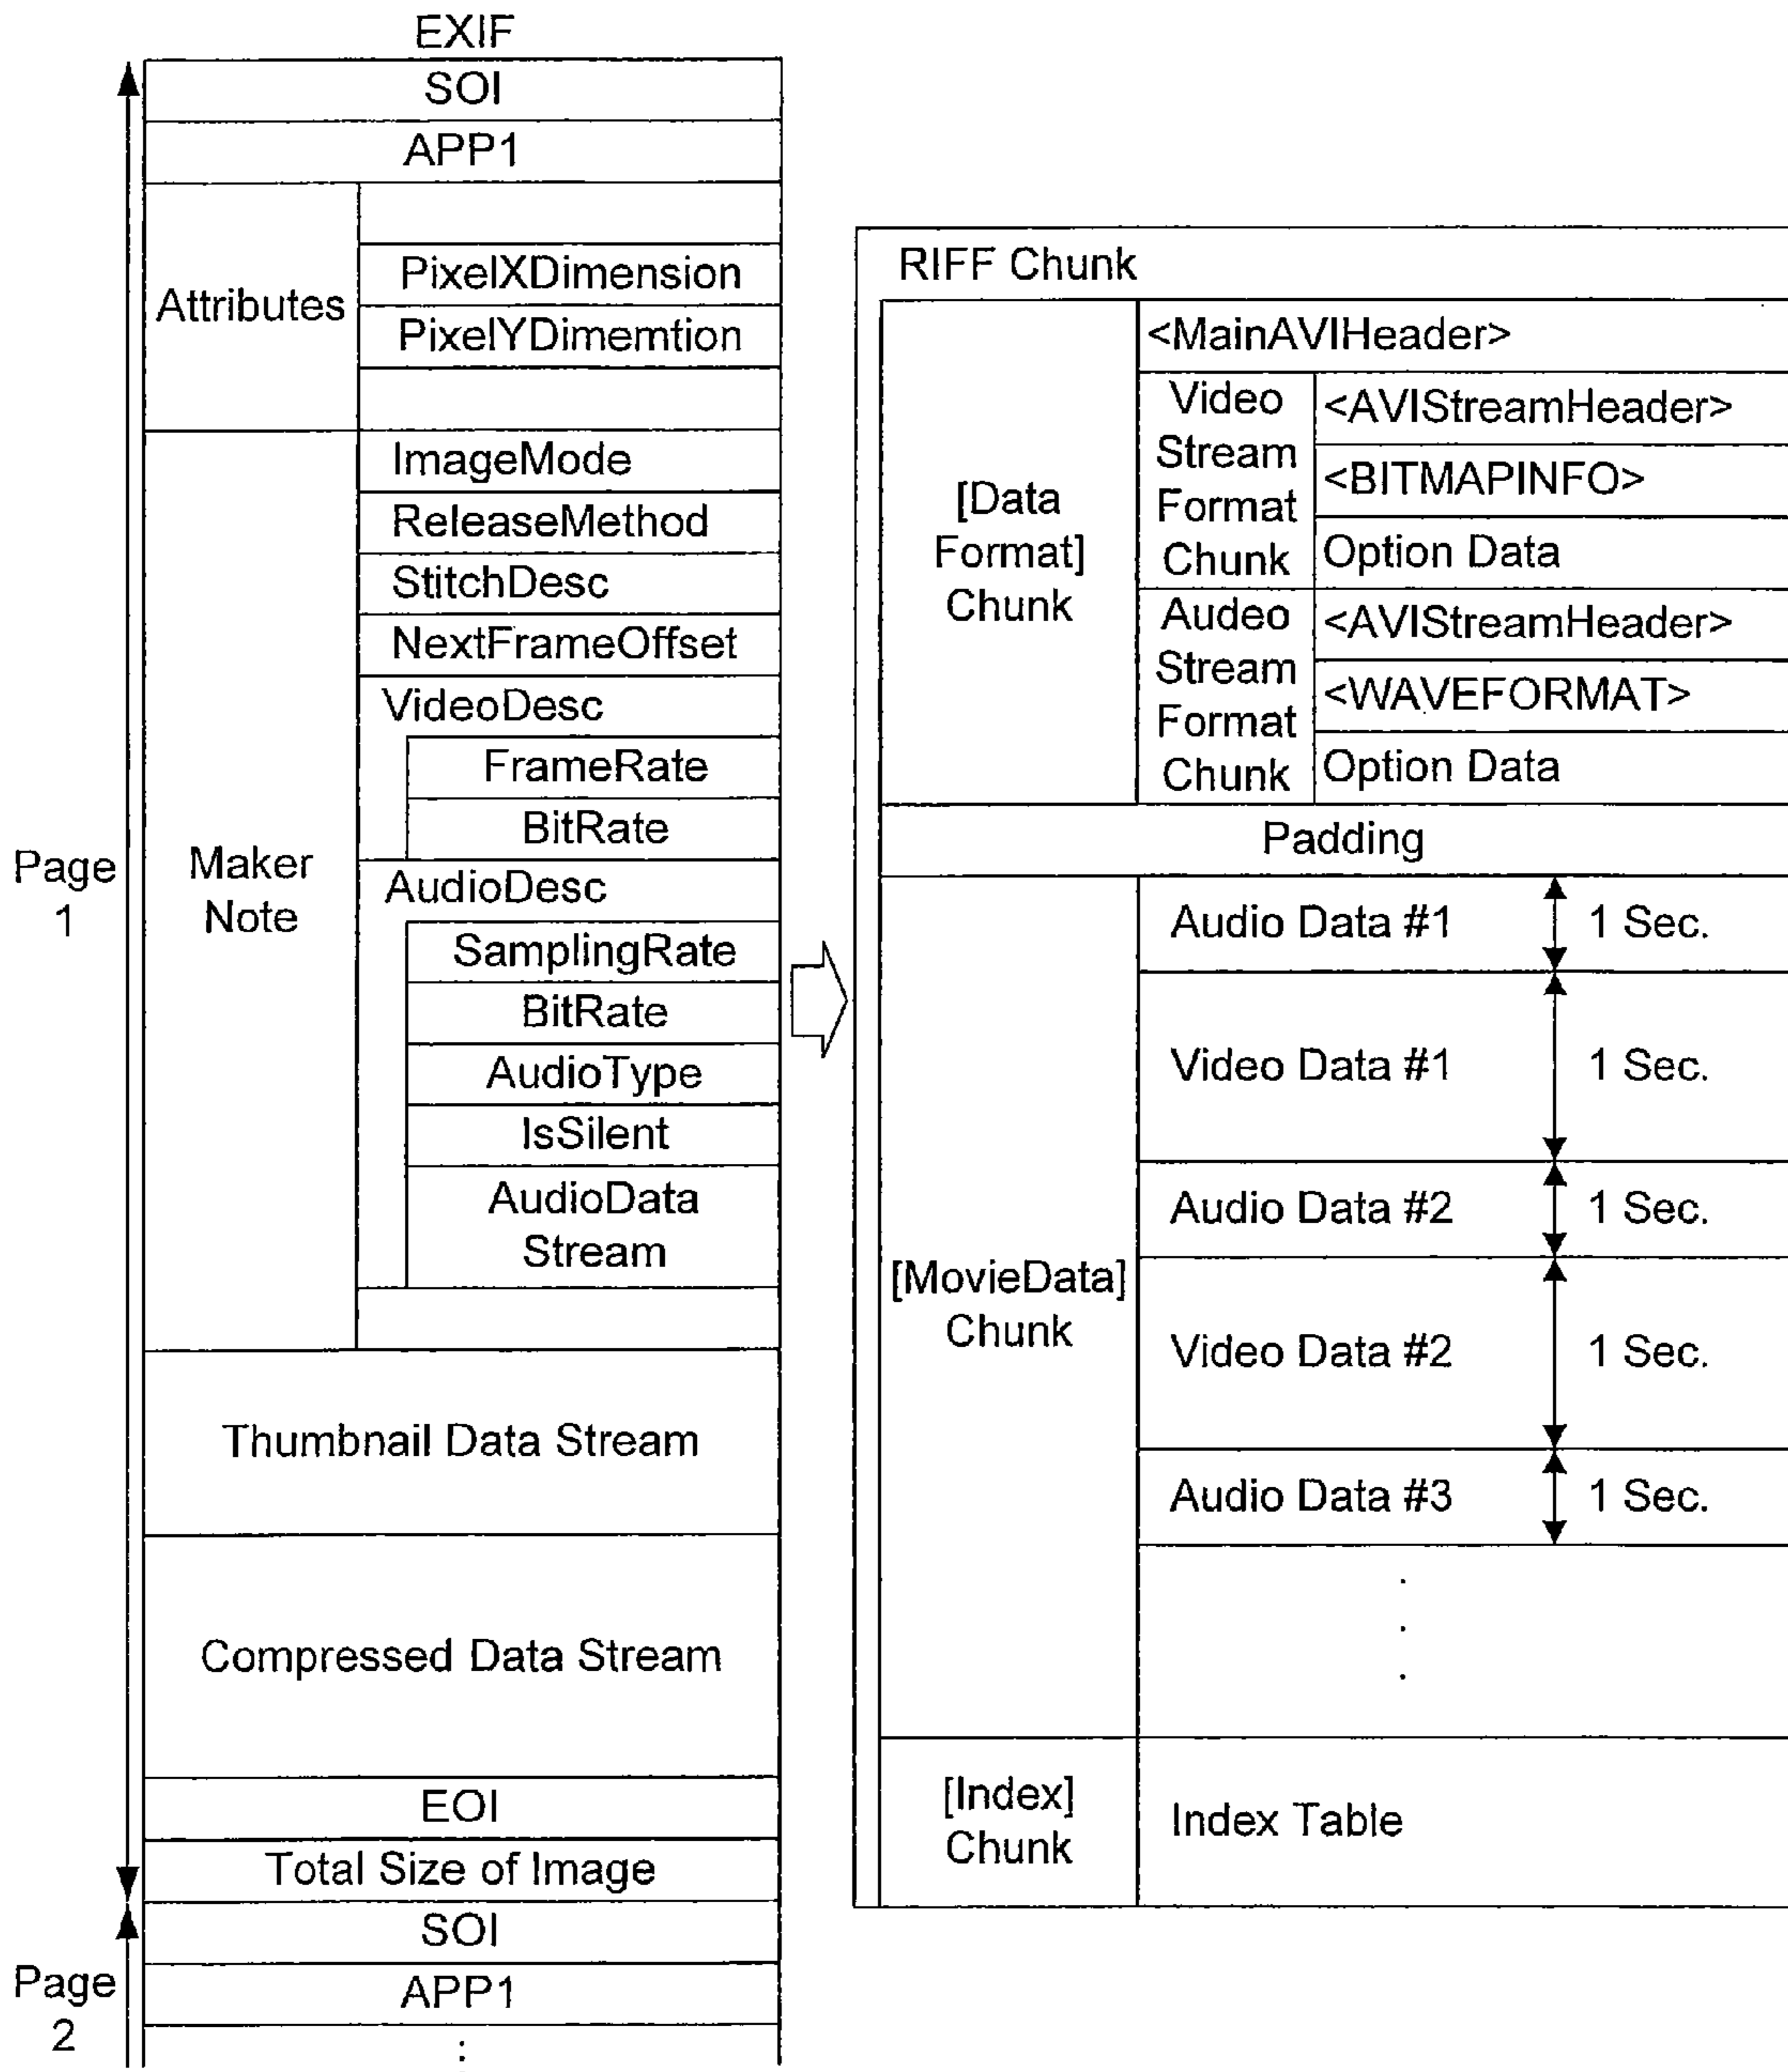 EXIF
SOI
APP1
Attributes
PixelXDimension
PixelYDimemtion
Page
1
Maker
Note
ImageMode
ReleaseMethod
StitchDesc
NextFrameOffset
VideoDesc
FrameRate
BitRate
AudioDesc
SamplingRate
BitRate
AudioType
IsSilent
AudioData
Stream
Thumbnail Data Stream
Compressed Data Stream
EOI
Total Size of Image
Page
2
SOI
APP1
RIFF Chunk
[Data
Format]
Chunk
<MainAVIHeader>
Video
Stream
Format
Chunk
<AVIStreamHeader>
<BITMAPINFO>
Option Data
Audeo
Stream
Format
Chunk
<AVIStreamHeader>
<WAVEFORMAT>
Option Data
Padding
[MovieData]
Chunk
Audio Data #1 1 Sec.
Video Data #1 1 Sec.
Audio Data #2 1 Sec.
Video Data #2 1 Sec.
Audio Data #3 1 Sec.
[Index]
Chunk
Index Table